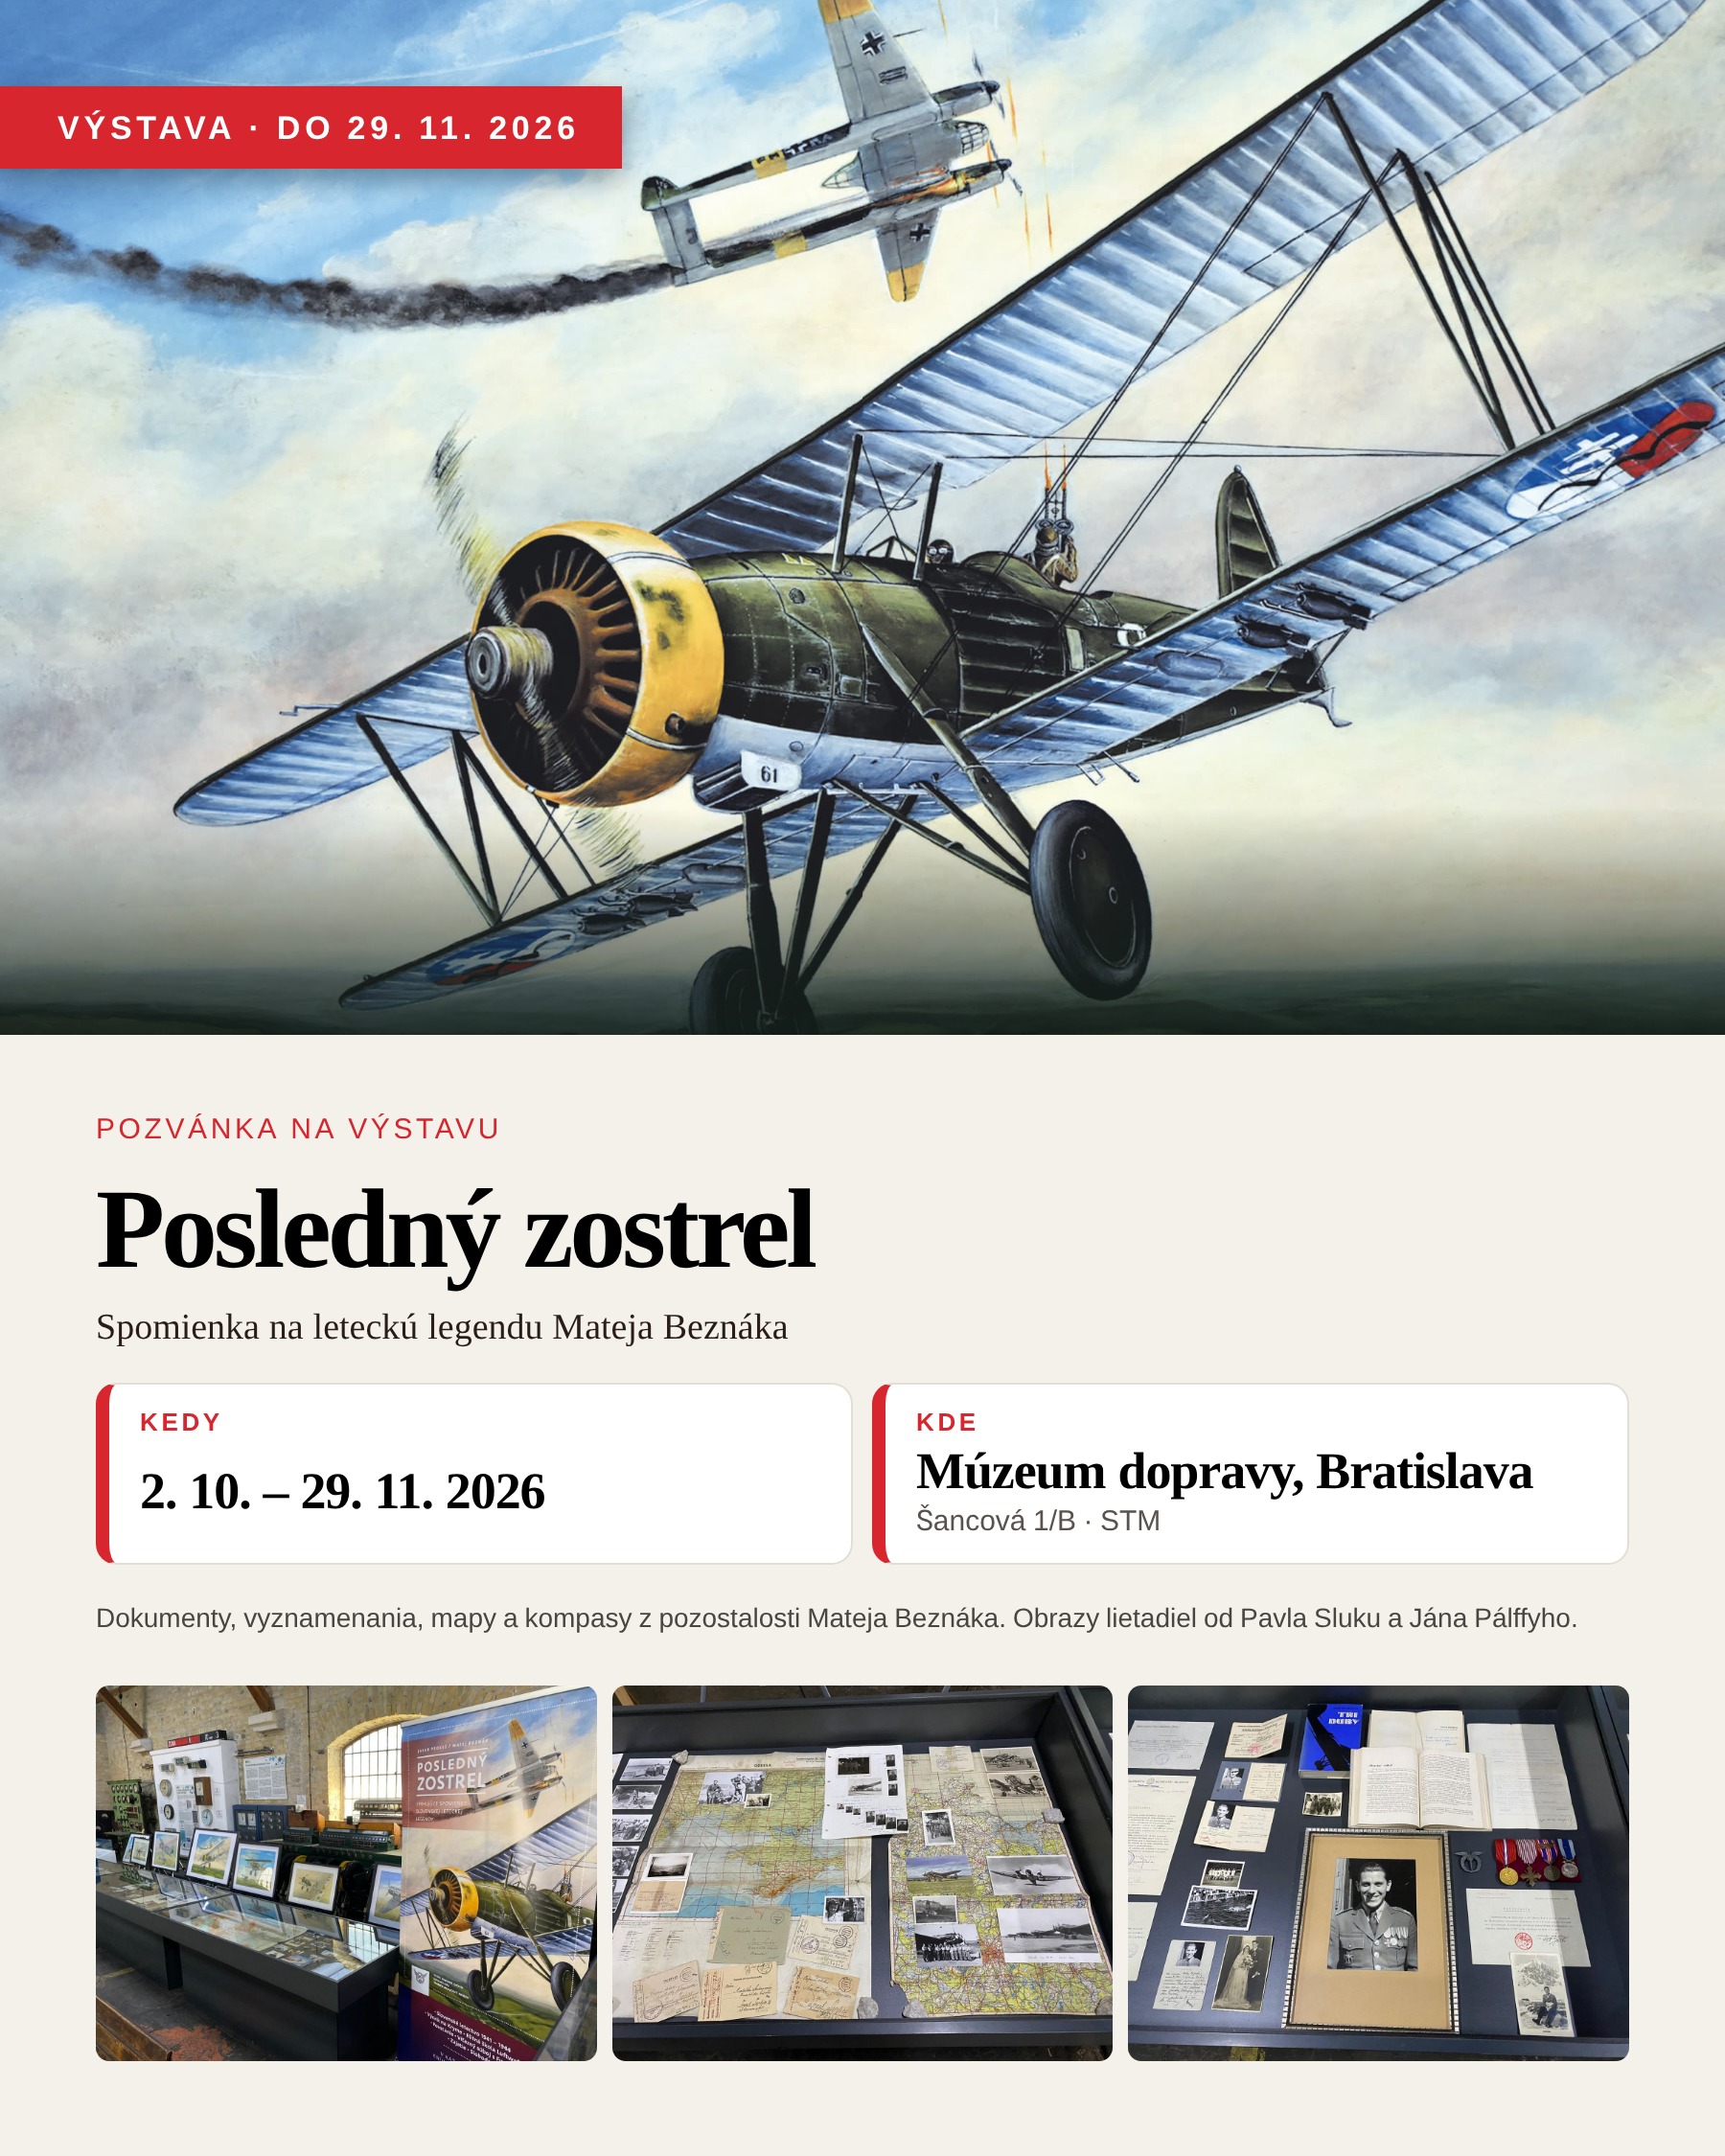 VÝSTAVA · DO 29. 11. 2026
61
POZVÁNKA NA VÝSTAVU
Posledný zostrel
Spomienka na leteckú legendu Mateja Beznáka
KEDY
2. 10. – 29. 11. 2026
KDE
Múzeum dopravy, Bratislava
Šancová 1/B · STM
Dokumenty, vyznamenania, mapy a kompasy z pozostalosti Mateja Beznáka. Obrazy lietadiel od Pavla Sluku a Jána Pálffyho.
POSLEDNÝ
ZOSTREL